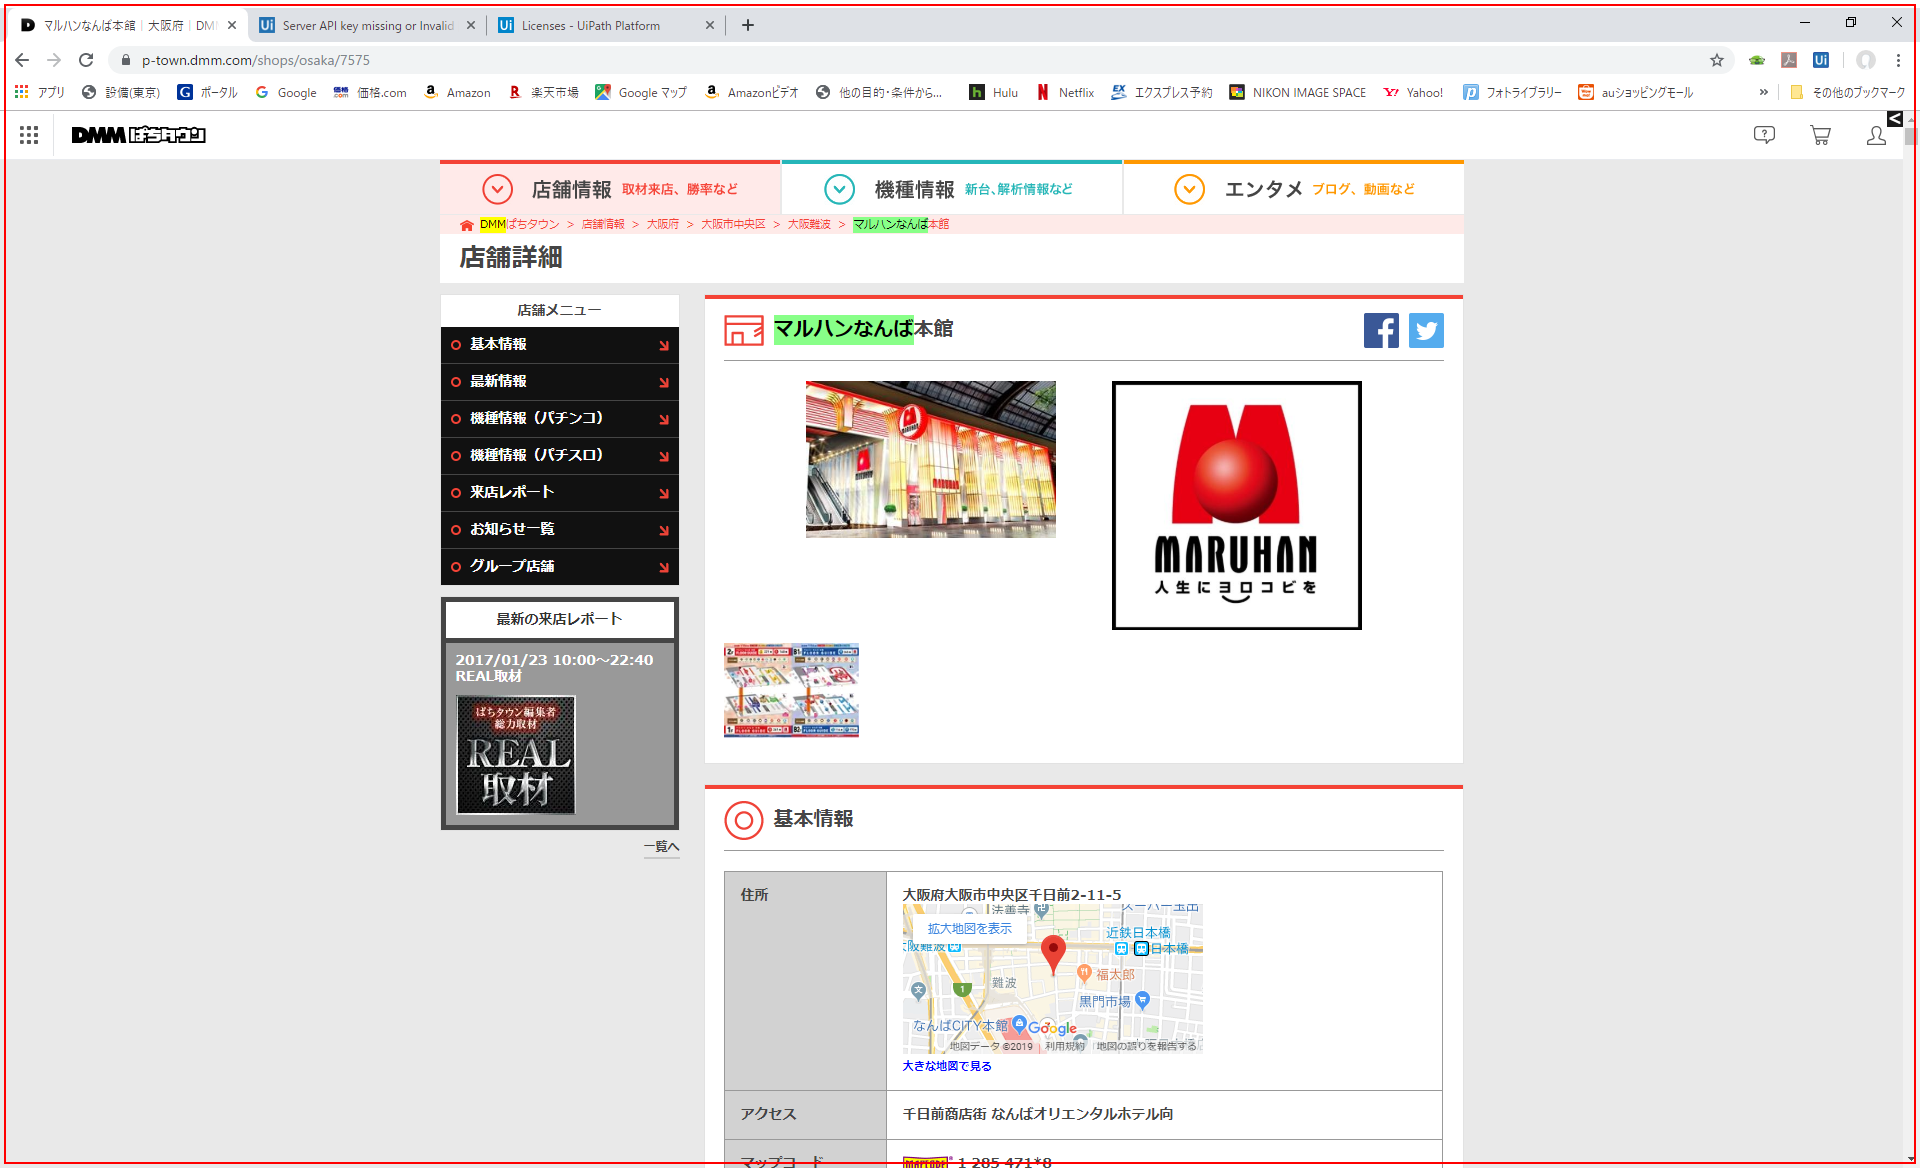 マルハンなんば本館｜大阪府｜DMM
Server API key missing or Invalid
Licenses - UiPath Platform
p-town.dmm.com/shops/osaka/7575
アプリ 設備(東京) ポータル Google 価格.com Amazon 楽天市場 Google マップ Amazonビデオ 他の目的・条件から... Hulu Netflix エクスプレス予約 NIKON IMAGE SPACE Yahoo! フォトライブラリー auショッピングモール » その他のブックマーク
DMMぱちタウン
店舗情報 取材来店、勝率など
機種情報 新台、解析情報など
エンタメ ブログ、動画など
DMMぱちタウン > 店舗情報 > 大阪府 > 大阪市中央区 > 大阪難波 > マルハンなんば本館
店舗詳細
店舗メニュー
基本情報
最新情報
機種情報（パチンコ）
機種情報（パチスロ）
来店レポート
お知らせ一覧
グループ店舗
最新の来店レポート
2017/01/23 10:00～22:40
REAL取材
ぱちタウン編集者
総力取材
REAL
取材
一覧へ
マルハンなんば本館
MARUHAN
MARUHAN
人生にヨロコビを
基本情報
住所
大阪府大阪市中央区千日前2-11-5
拡大地図を表示
法善寺
スーパー玉出
近鉄日本橋
日本橋
大阪難波
難波
福太郎
黒門市場
なんばCITY本館
Google
地図データ ©2019 利用規約 地図の誤りを報告する
大きな地図で見る
アクセス
千日前商店街 なんばオリエンタルホテル向
マップコード
MAPCODE 1 285 471*8